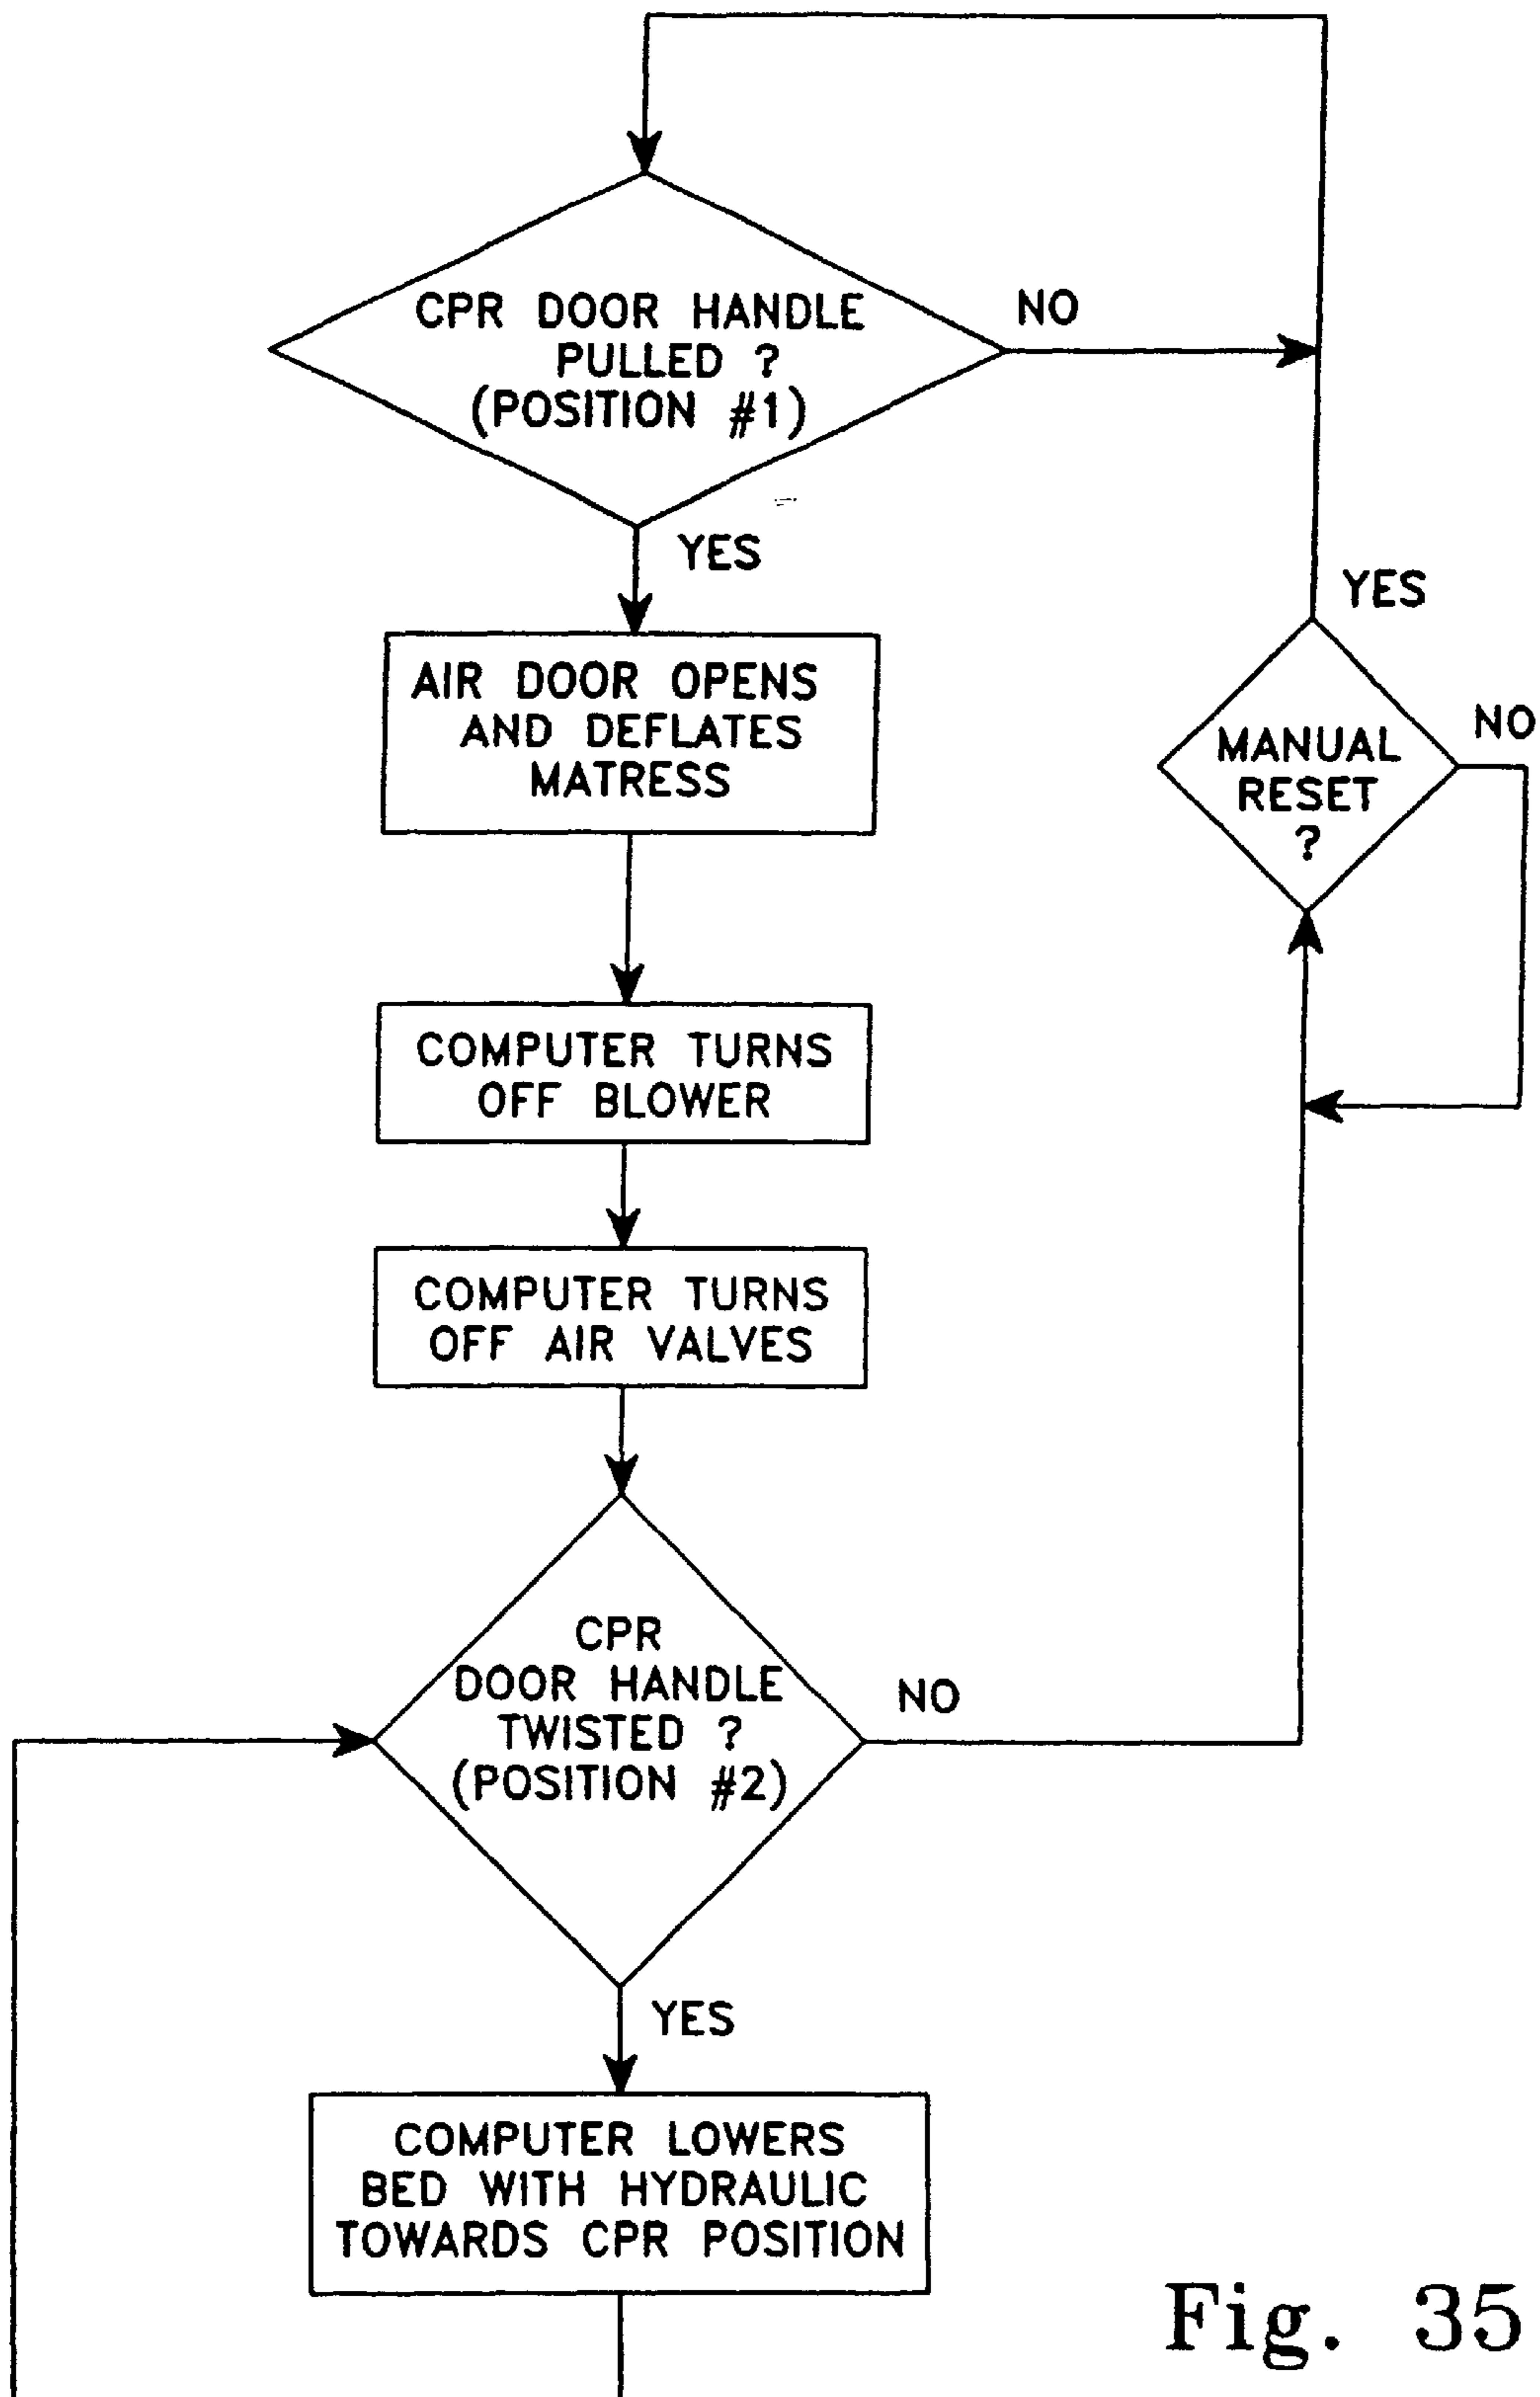 CPR DOOR HANDLE
PULLED ?
(POSITION #1)
NO
YES
AIR DOOR OPENS
AND DEFLATES
MATRESS
YES
MANUAL
RESET
?
NO
COMPUTER TURNS
OFF BLOWER
COMPUTER TURNS
OFF AIR VALVES
CPR
DOOR HANDLE
TWISTED ?
(POSITION #2)
NO
YES
COMPUTER LOWERS
BED WITH HYDRAULIC
TOWARDS CPR POSITION
Fig. 35